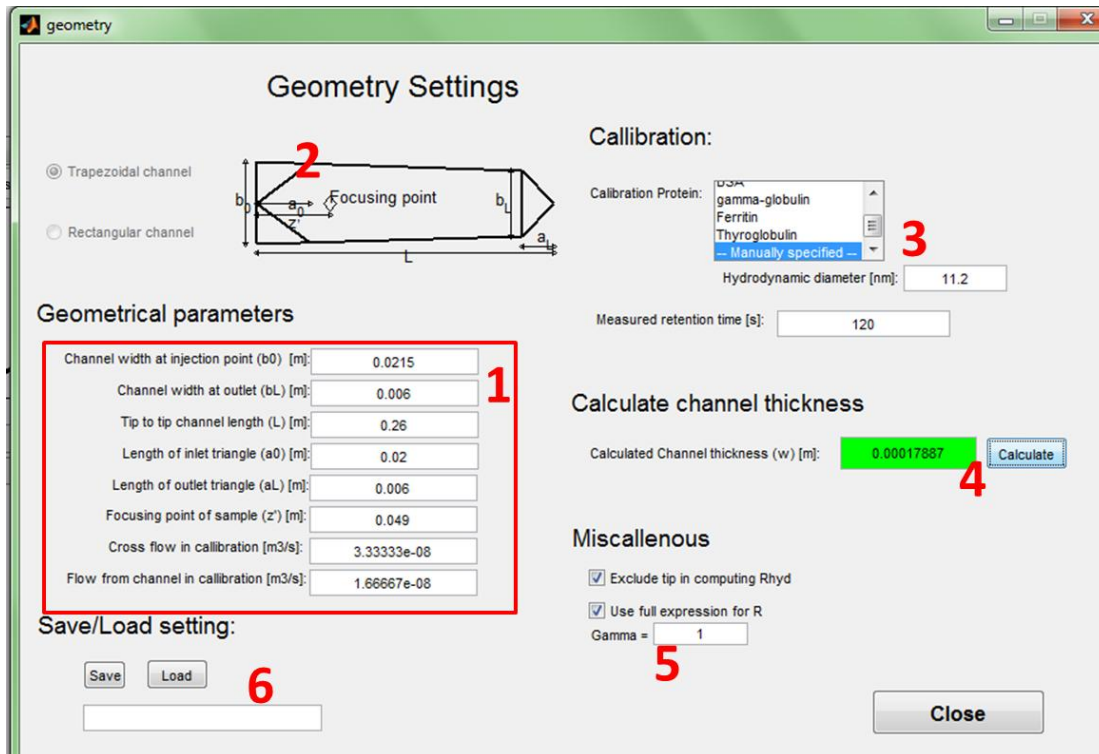 geometry
Geometry Settings
Trapezoidal channel
Rectangular channel
2
b0
a0
z'
Focusing point
bL
aL
L
Callibration:
Calibration Protein:
BSA
gamma-globulin
Ferritin
Thyroglobulin
-- Manually specified --
3
Hydrodynamic diameter [nm]: 11.2
Measured retention time [s]: 120
Geometrical parameters
1
Channel width at injection point (b0) [m]: 0.0215
Channel width at outlet (bL) [m]: 0.006
Tip to tip channel length (L) [m]: 0.26
Length of inlet triangle (a0) [m]: 0.02
Length of outlet triangle (aL) [m]: 0.006
Focusing point of sample (z') [m]: 0.049
Cross flow in callibration [m3/s]: 3.33333e-08
Flow from channel in callibration [m3/s]: 1.66667e-08
Calculate channel thickness
Calculated Channel thickness (w) [m]: 0.00017887 Calculate
4
Miscallenous
Exclude tip in computing Rhyd
Use full expression for R
Gamma = 1
5
Save/Load setting:
Save Load
6
Close